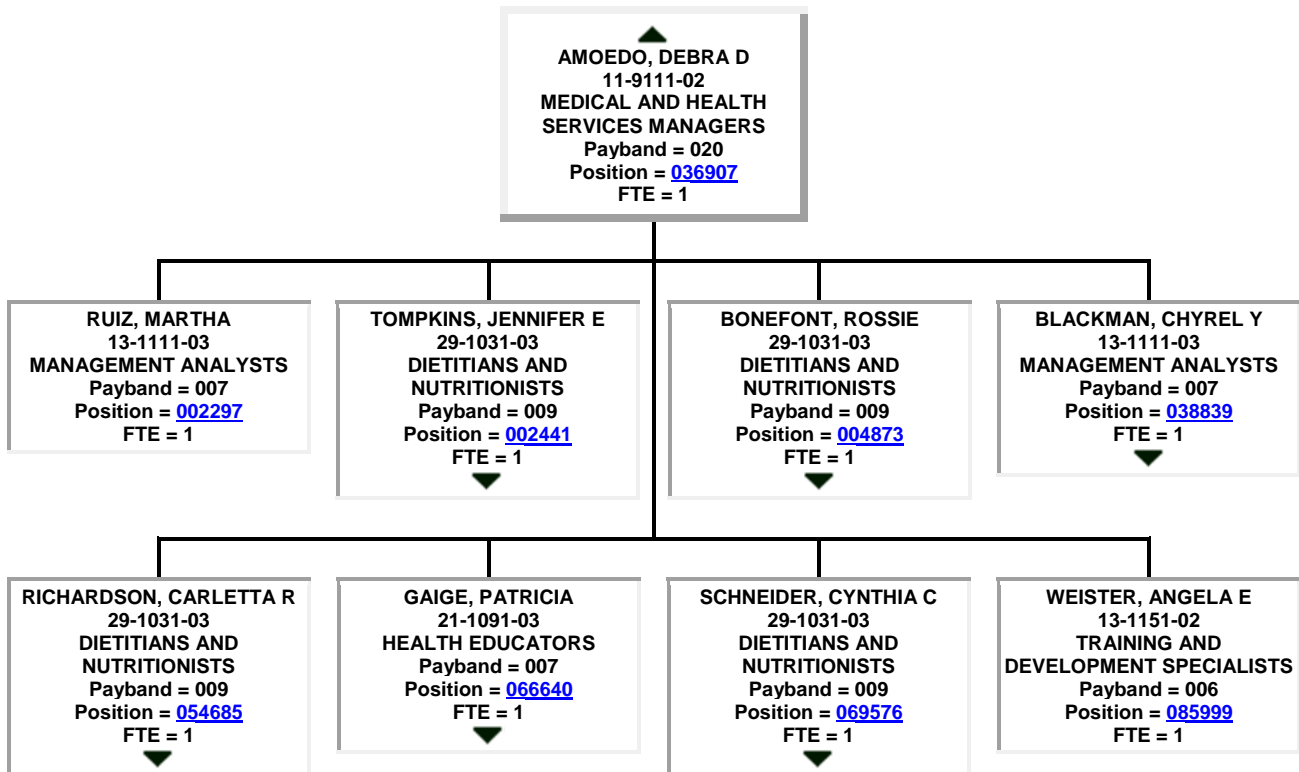 AMOEDO, DEBRA D
11-9111-02
MEDICAL AND HEALTH
SERVICES MANAGERS
Payband = 020
Position = 036907
FTE = 1
RUIZ, MARTHA
13-1111-03
MANAGEMENT ANALYSTS
Payband = 007
Position = 002297
FTE = 1
TOMPKINS, JENNIFER E
29-1031-03
DIETITIANS AND
NUTRITIONISTS
Payband = 009
Position = 002441
FTE = 1
BONEFONT, ROSSIE
29-1031-03
DIETITIANS AND
NUTRITIONISTS
Payband = 009
Position = 004873
FTE = 1
BLACKMAN, CHYREL Y
13-1111-03
MANAGEMENT ANALYSTS
Payband = 007
Position = 038839
FTE = 1
RICHARDSON, CARLETTA R
29-1031-03
DIETITIANS AND
NUTRITIONISTS
Payband = 009
Position = 054685
FTE = 1
GAIGE, PATRICIA
21-1091-03
HEALTH EDUCATORS
Payband = 007
Position = 066640
FTE = 1
SCHNEIDER, CYNTHIA C
29-1031-03
DIETITIANS AND
NUTRITIONISTS
Payband = 009
Position = 069576
FTE = 1
WEISTER, ANGELA E
13-1151-02
TRAINING AND
DEVELOPMENT SPECIALISTS
Payband = 006
Position = 085999
FTE = 1